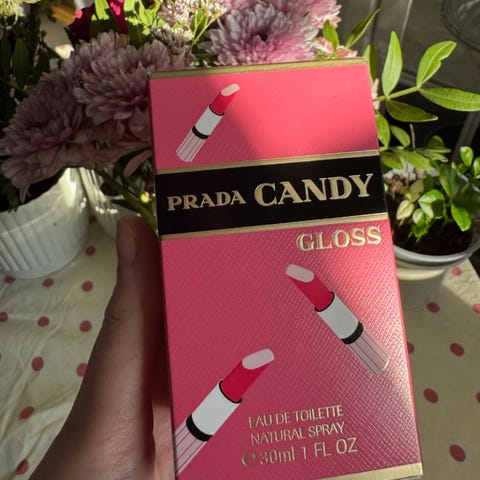 PRADA CANDY
GLOSS
EAU DE TOILETTE
NATURAL SPRAY
℮30ml 1 FL OZ